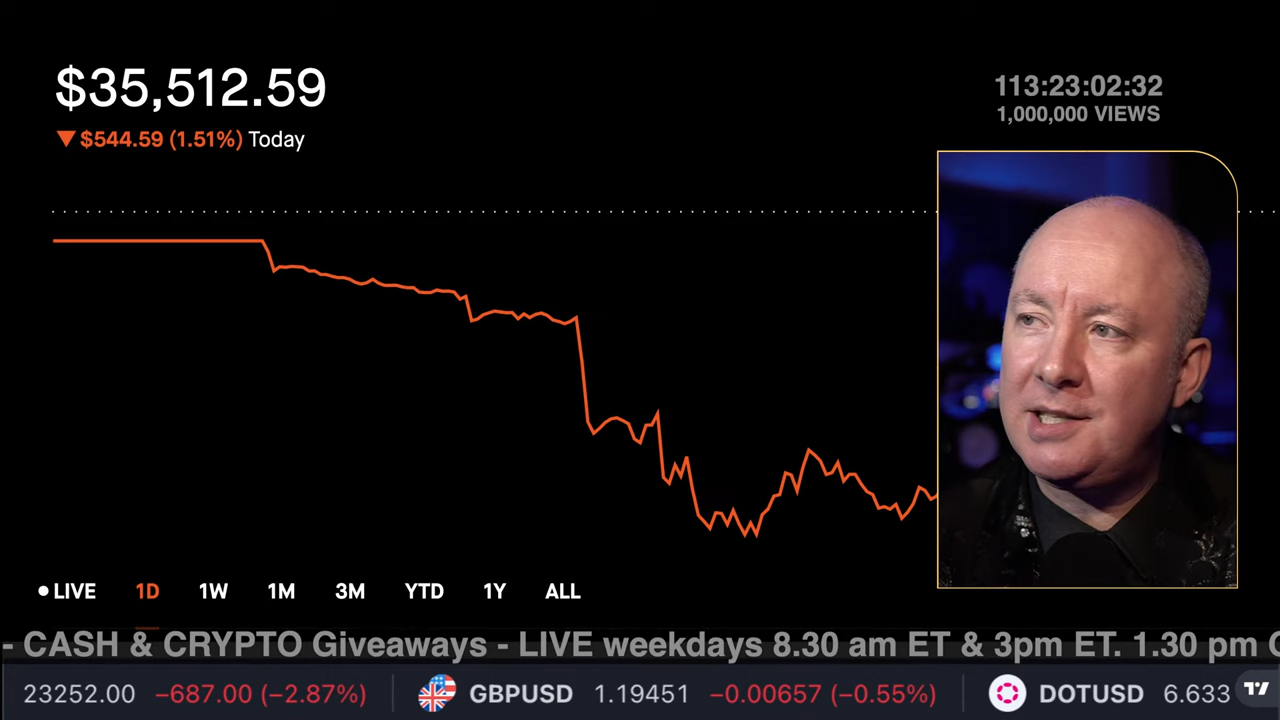 $35,512.59
▼$544.59 (1.51%) Today
113:23:02:32
1,000,000 VIEWS
LIVE 1D 1W 1M 3M YTD 1Y ALL
- CASH & CRYPTO Giveaways - LIVE weekdays 8.30 am ET & 3pm ET. 1.30 pm
23252.00 −687.00 (−2.87%) GBPUSD 1.19451 −0.00657 (−0.55%) DOTUSD 6.633